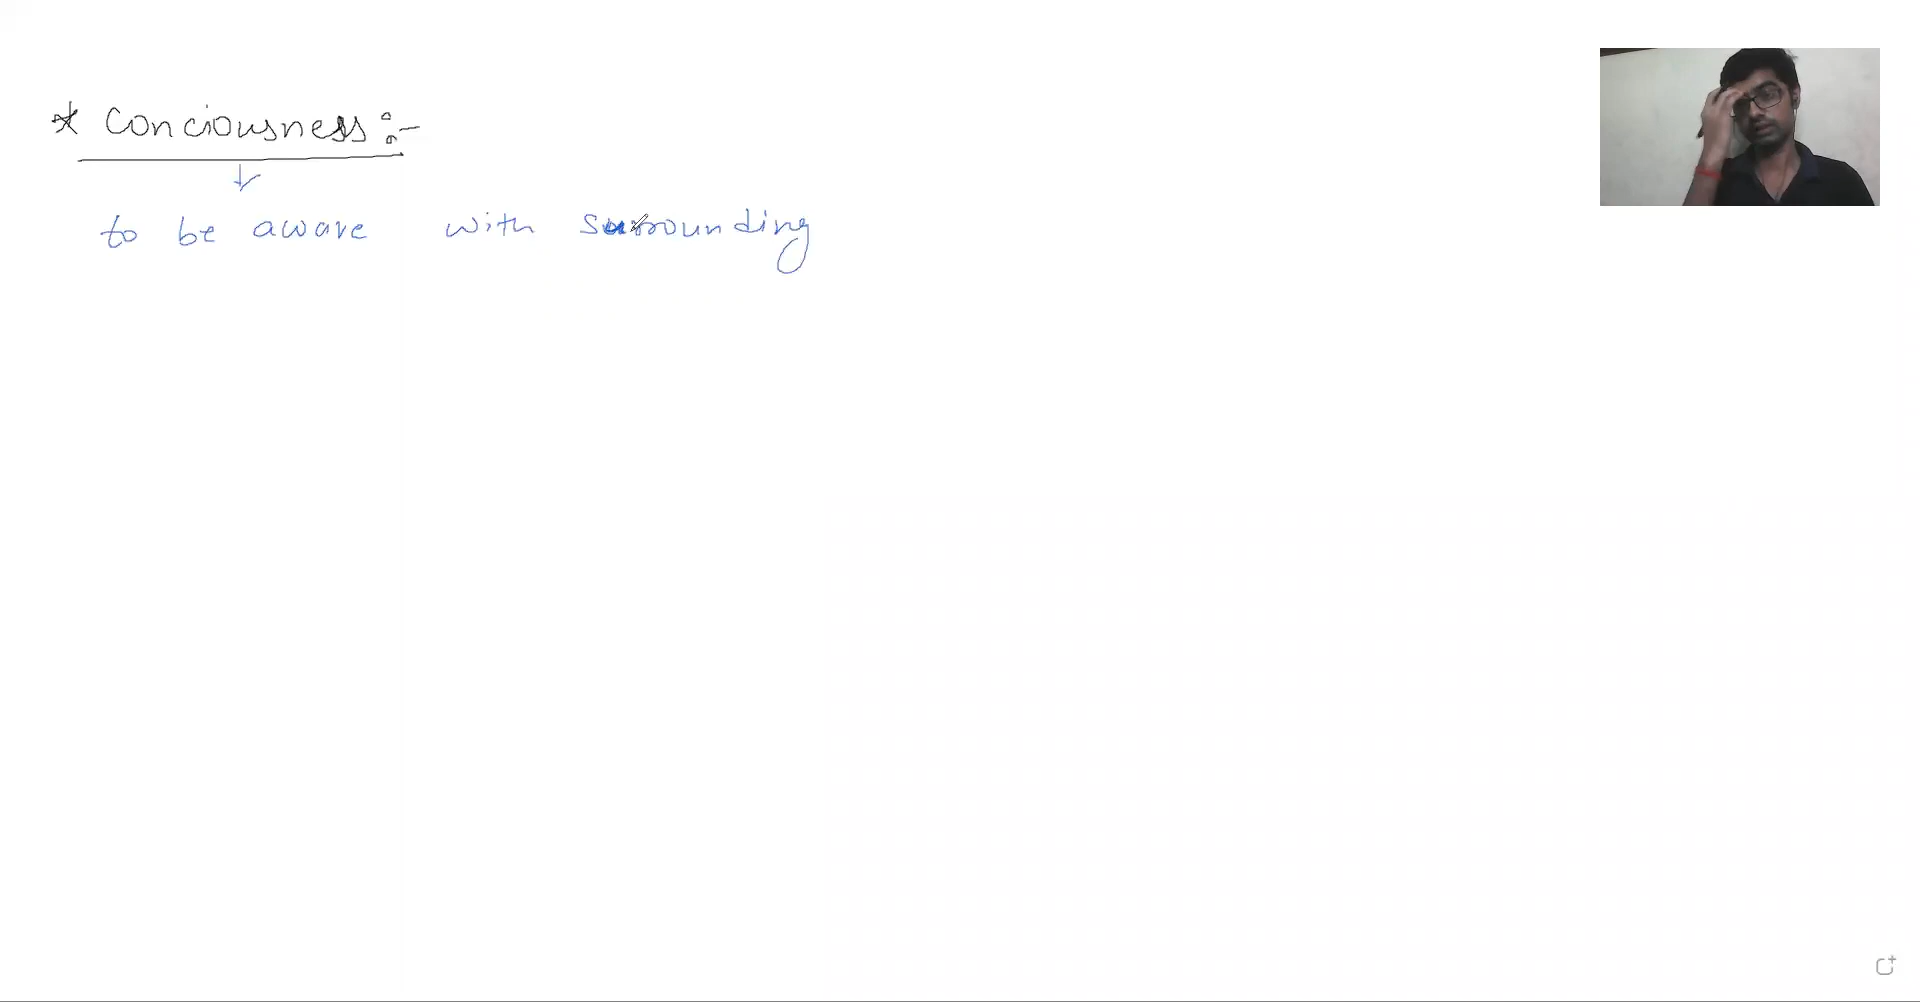 * Conciousness :-
to be aware with surrounding